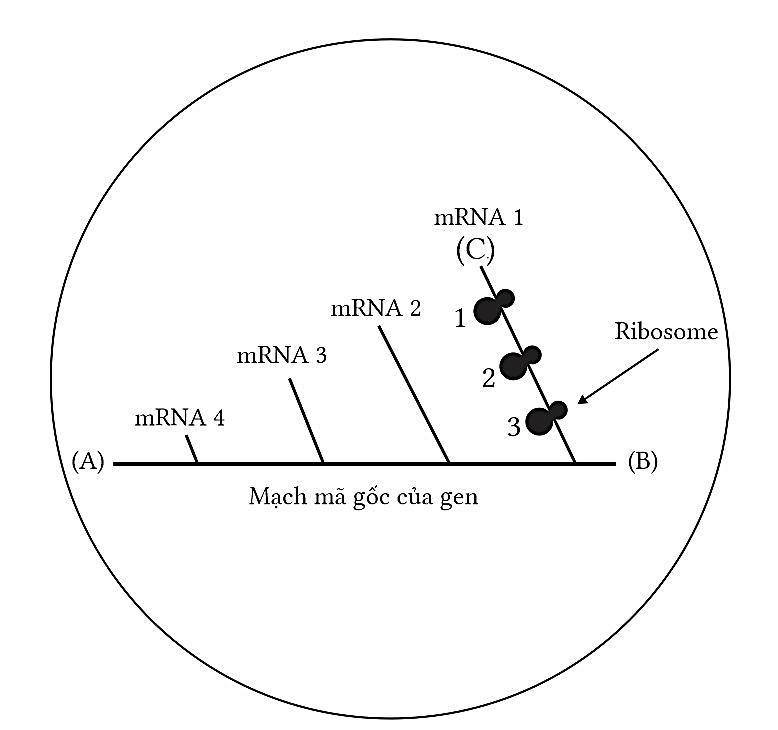 mRNA 1
(C)
mRNA 2
1
Ribosome
mRNA 3
2
mRNA 4
3
(A)
(B)
Mạch mã gốc của gen